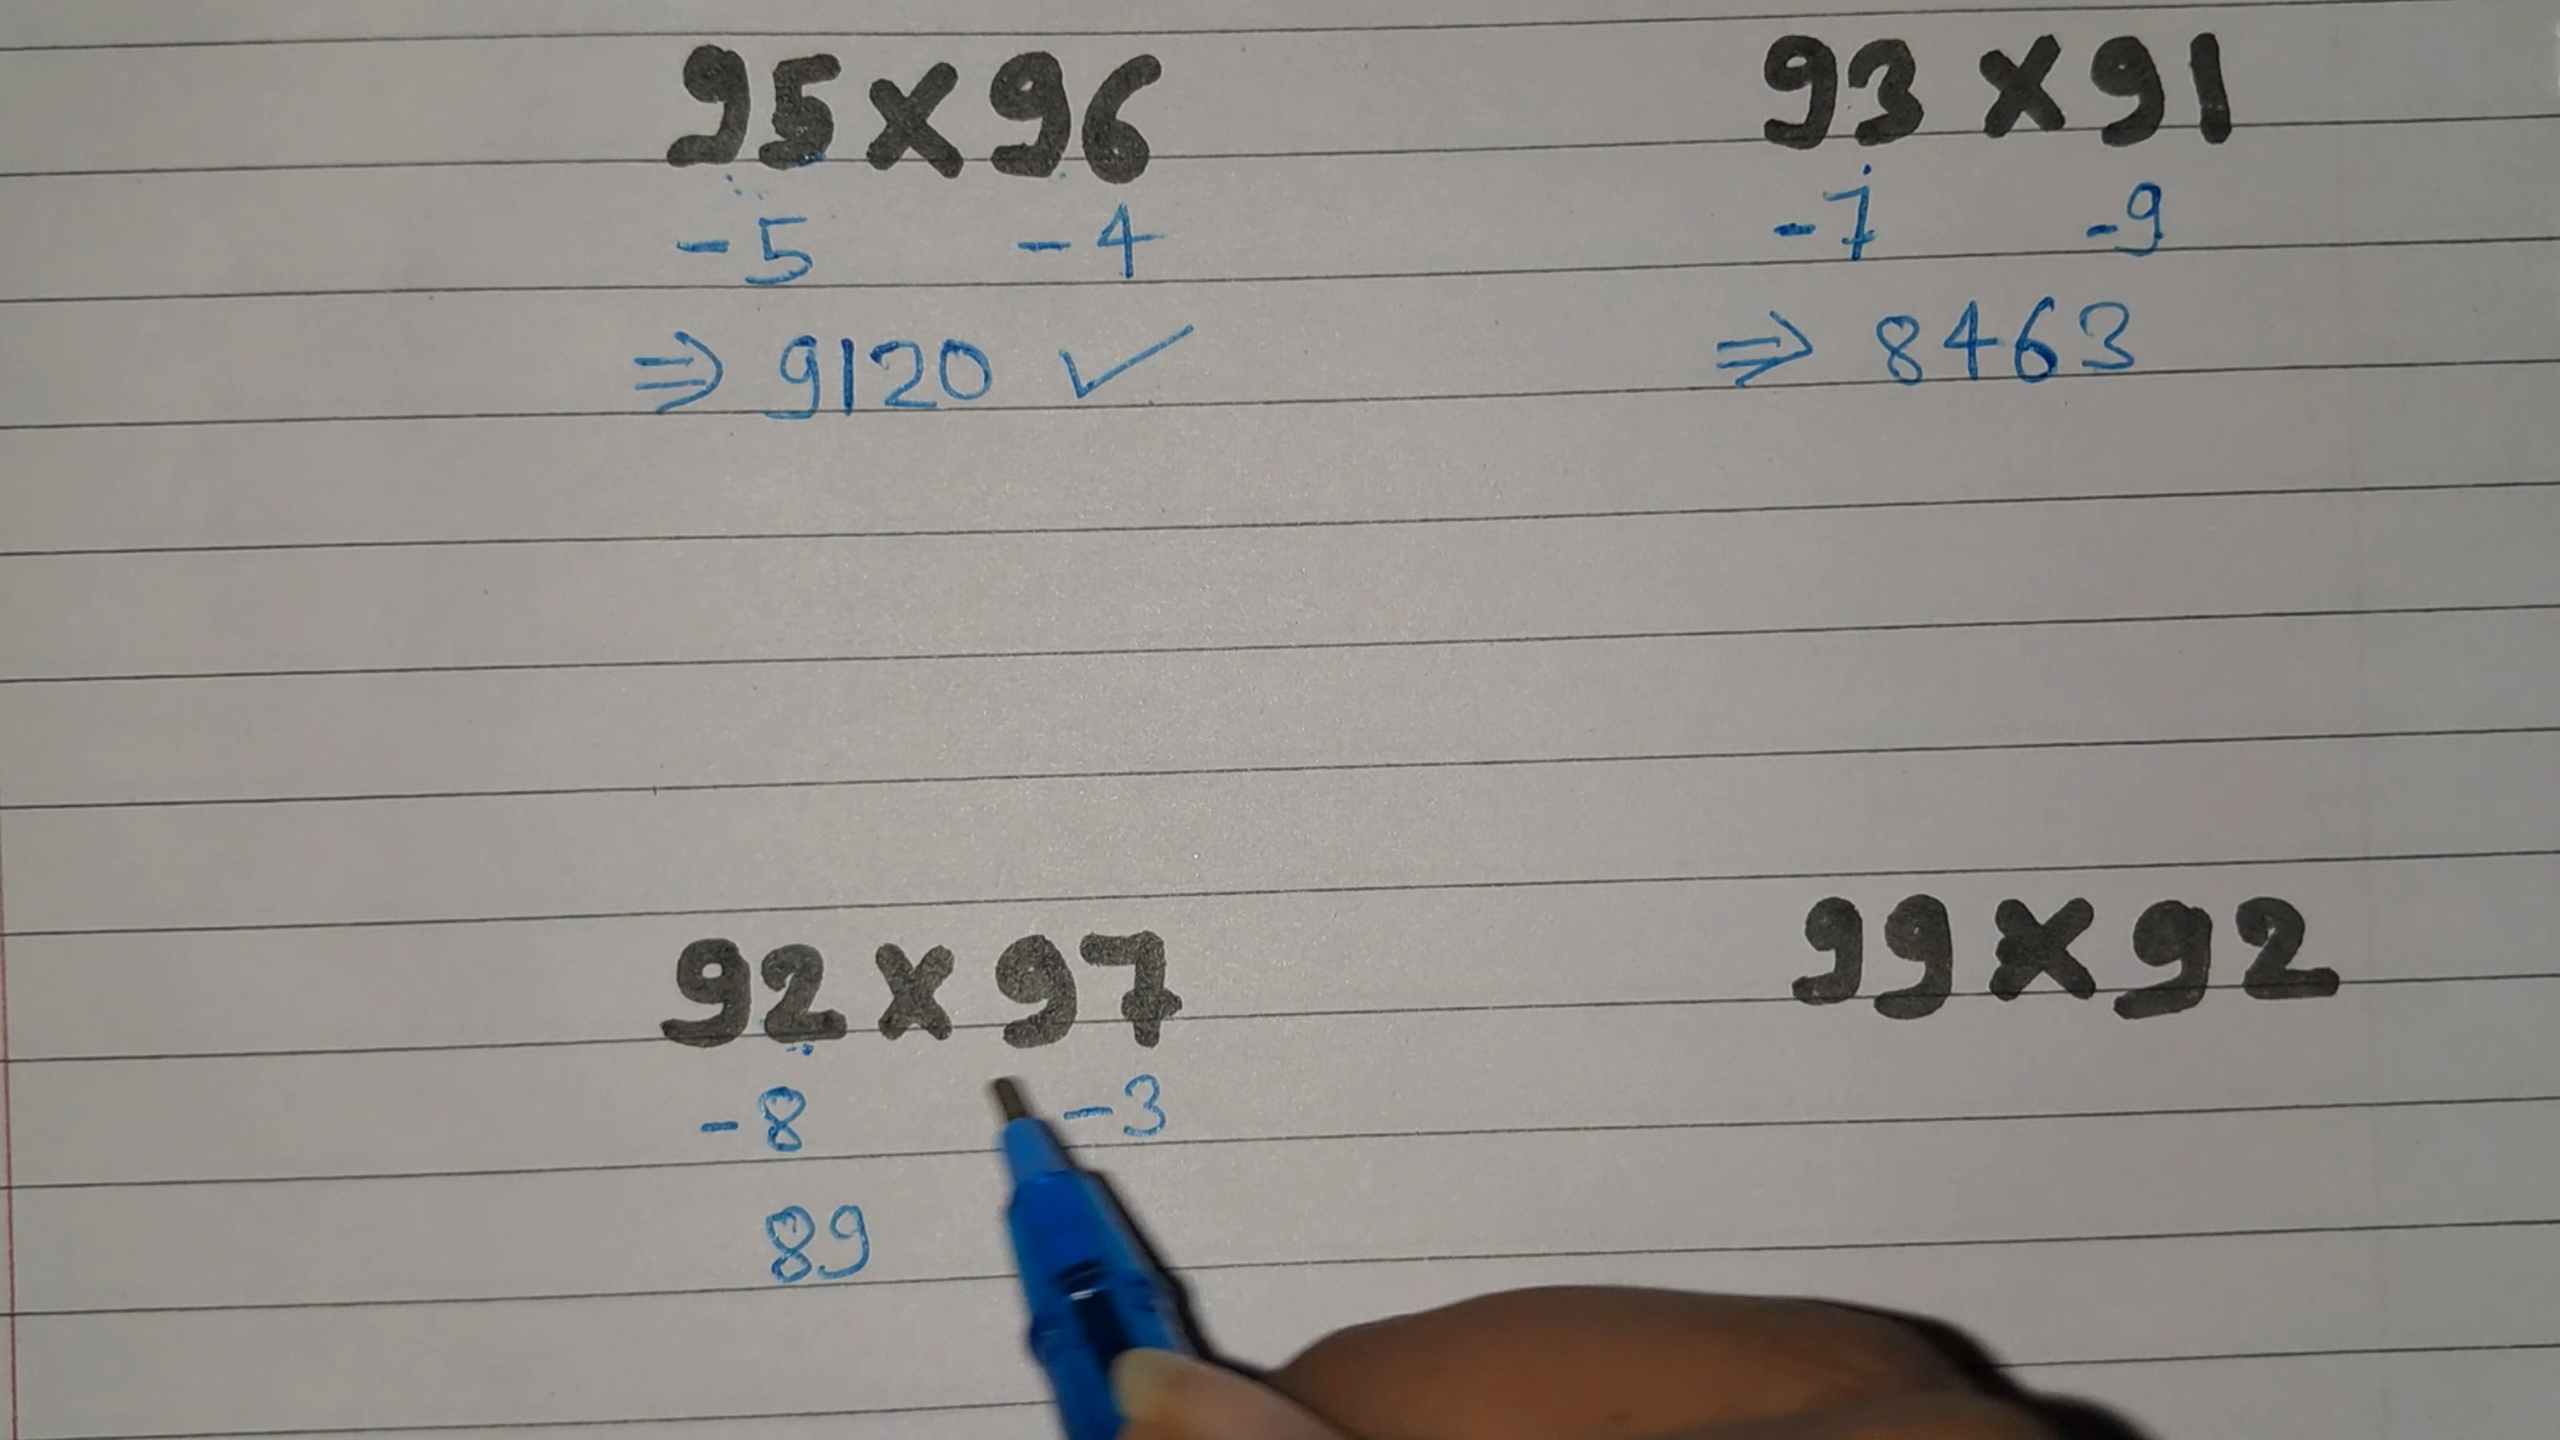 95 x 96
-5 -4
⇒ 9120 ✓
93 x 91
-7 -9
⇒ 8463
92 x 97
-8 -3
89
99 x 92